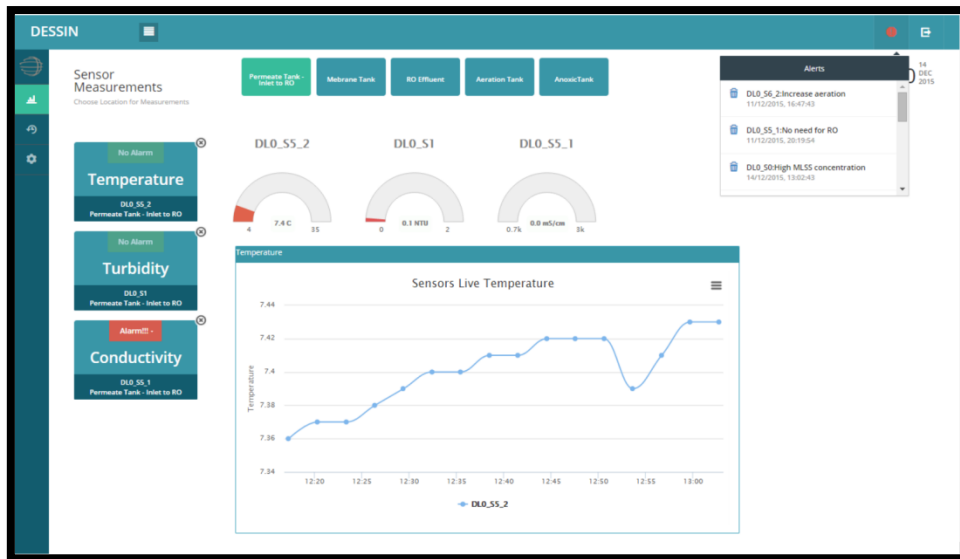 DESSIN
Sensor
Measurements
Choose Location for Measurements
Permeate Tank -
Inlet to RO
Mebrane Tank
RO Effluent
Aeration Tank
AnoxicTank
Alerts
DL0_S6_2:Increase aeration
11/12/2015, 16:47:43
DL0_S5_1:No need for RO
11/12/2015, 20:19:54
DL0_S0:High MLSS concentration
14/12/2015, 13:02:43
14
DEC
2015
No Alarm
Temperature
DL0_S5_2
Permeate Tank - Inlet to RO
No Alarm
Turbidity
DL0_S1
Permeate Tank - Inlet to RO
Alarm!!! -
Conductivity
DL0_S5_1
Permeate Tank - Inlet to RO
DL0_S5_2
7.4 C
4 35
DL0_S1
0.1 NTU
0 2
DL0_S5_1
0.0 mS/cm
0.7k 3k
Temperature
Sensors Live Temperature
Temperature
7.44
7.42
7.4
7.38
7.36
7.34
12:20 12:25 12:30 12:35 12:40 12:45 12:50 12:55 13:00
DL0_S5_2